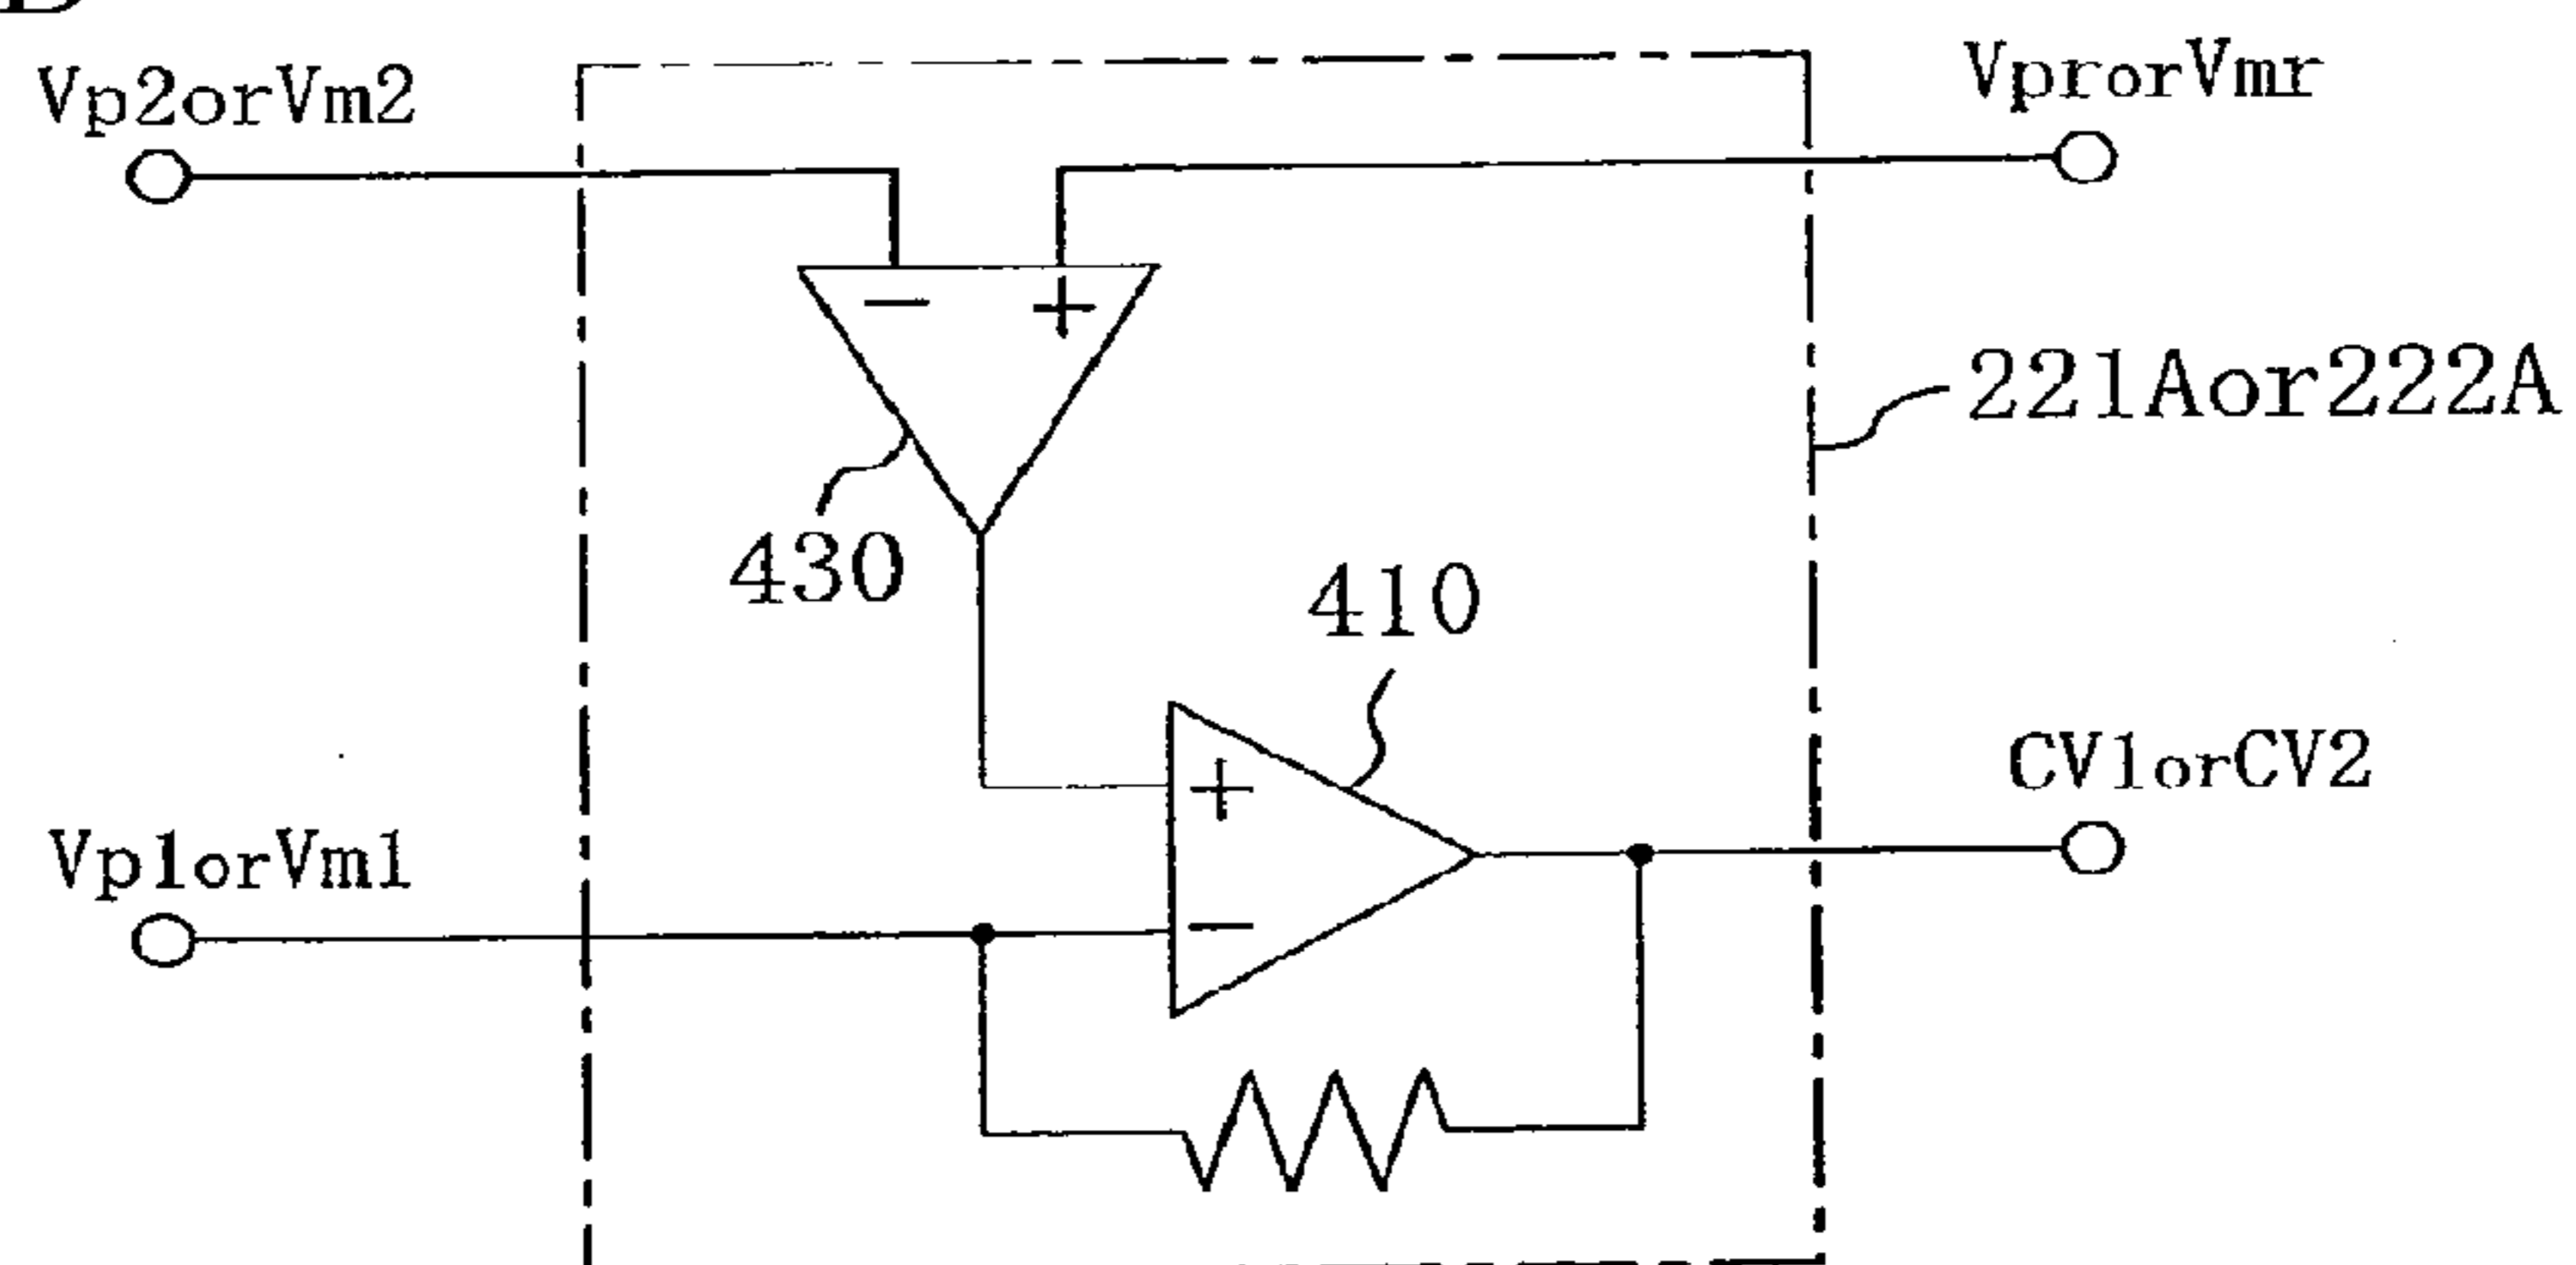 Vp2orVm2
VprorVmr
−
+
221Aor222A
430
410
+
CV1orCV2
Vp1orVm1
−